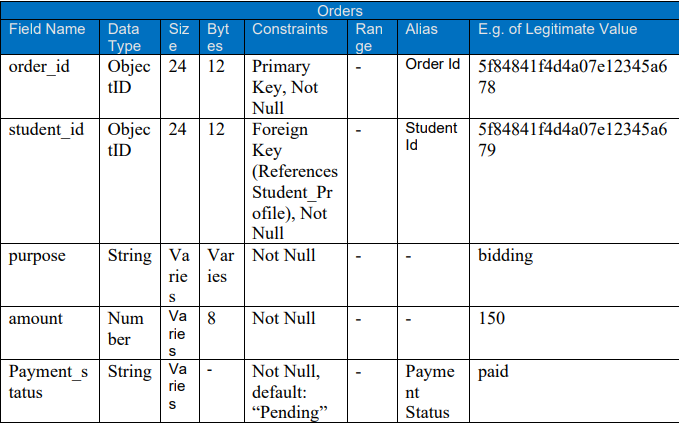 Orders
Field Name Data Type Size Bytes Constraints Range Alias E.g. of Legitimate Value
order_id ObjectID 24 12 Primary Key, Not Null - Order Id 5f84841f4d4a07e12345a678
student_id ObjectID 24 12 Foreign Key (References Student_Profile), Not Null - Student Id 5f84841f4d4a07e12345a679
purpose String Varies Varies Not Null - - bidding
amount Number Varies 8 Not Null - - 150
Payment_status String Varies - Not Null, default: “Pending” - Payment Status paid